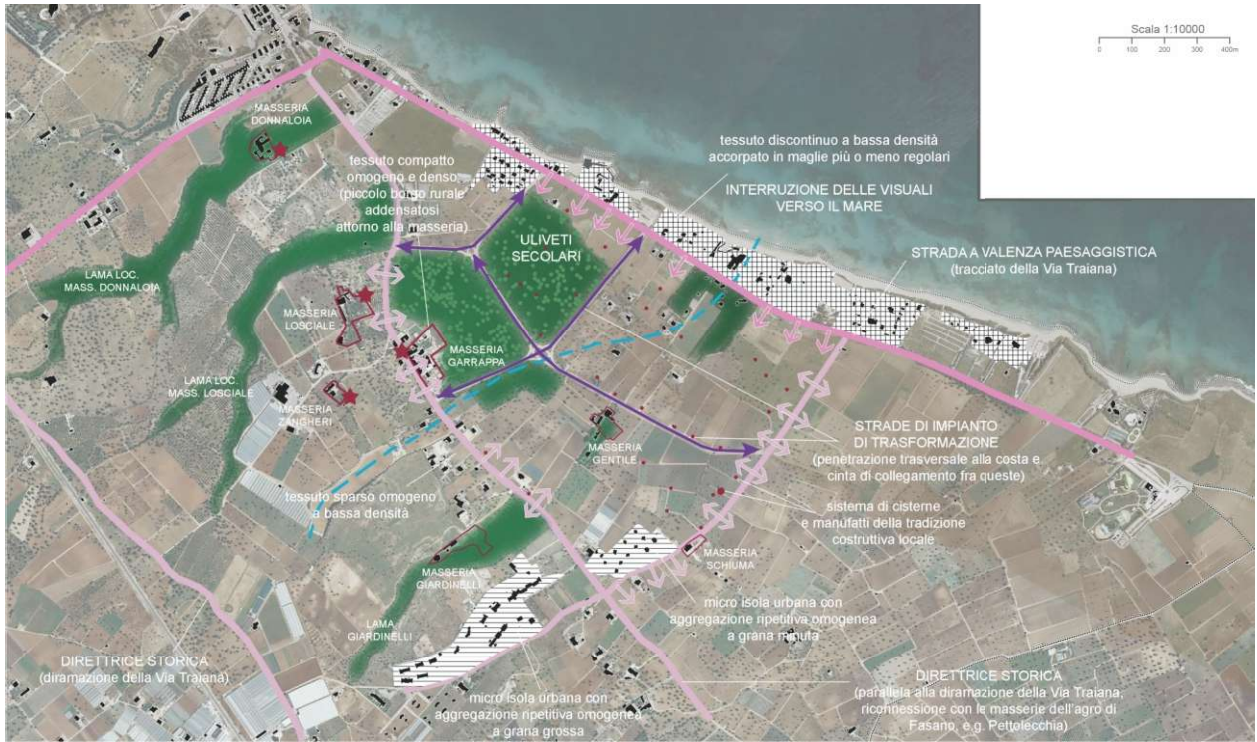 Scala 1:10000
0 100 200 300 400m
MASSERIA
DONNALOIA
tessuto compatto
omogeno e denso
(piccolo borgo rurale
addensatosi
attorno alla masseria)
tessuto discontinuo a bassa densità
accorpato in maglie più o meno regolari
INTERRUZIONE DELLE VISUALI
VERSO IL MARE
ULIVETI
SECOLARI
STRADA A VALENZA PAESAGGISTICA
(tracciato della Via Traiana)
LAMA LOC.
MASS. DONNALOIA
MASSERIA
LOSCIALE
MASSERIA
GARRAPPA
LAMA LOC.
MASS. LOSCIALE
MASSERIA
ZANGHERI
MASSERIA
GENTILE
STRADE DI IMPIANTO
DI TRASFORMAZIONE
(penetrazione trasversale alla costa e
cinta di collegamento fra queste)
tessuto sparso omogeno
a bassa densità
sistema di cisterne
e manufatti della tradizione
costruttiva locale
MASSERIA
SCHIUMA
MASSERIA
GIARDINELLI
LAMA
GIARDINELLI
micro isola urbana con
aggregazione ripetitiva omogenea
a grana minuta
DIRETTRICE STORICA
(diramazione della Via Traiana)
micro isola urbana con
aggregazione ripetitiva omogenea
a grana grossa
DIRETTRICE STORICA
(parallela alla diramazione della Via Traiana,
riconnessione con le masserie dell'agro di
Fasano, e.g. Pettolecchia)